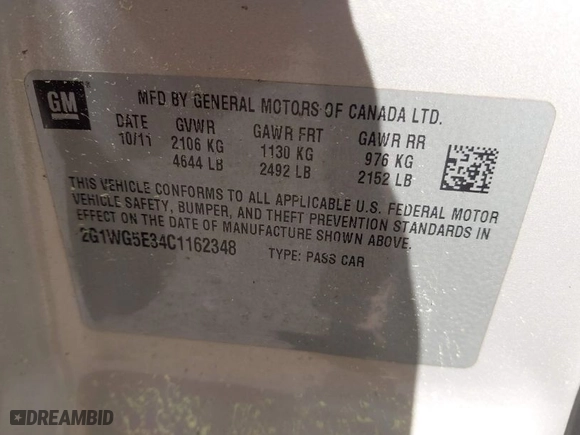 GM
MFD BY GENERAL MOTORS OF CANADA LTD.
DATE GVWR GAWR FRT GAWR RR
10/11 2106 KG 1130 KG 976 KG
4644 LB 2492 LB 2152 LB
THIS VEHICLE CONFORMS TO ALL APPLICABLE U.S. FEDERAL MOTOR
VEHICLE SAFETY, BUMPER, AND THEFT PREVENTION STANDARDS IN
EFFECT ON THE DATE OF MANUFACTURE SHOWN ABOVE.
2G1WG5E34C1162348 TYPE: PASS CAR
DREAMBID